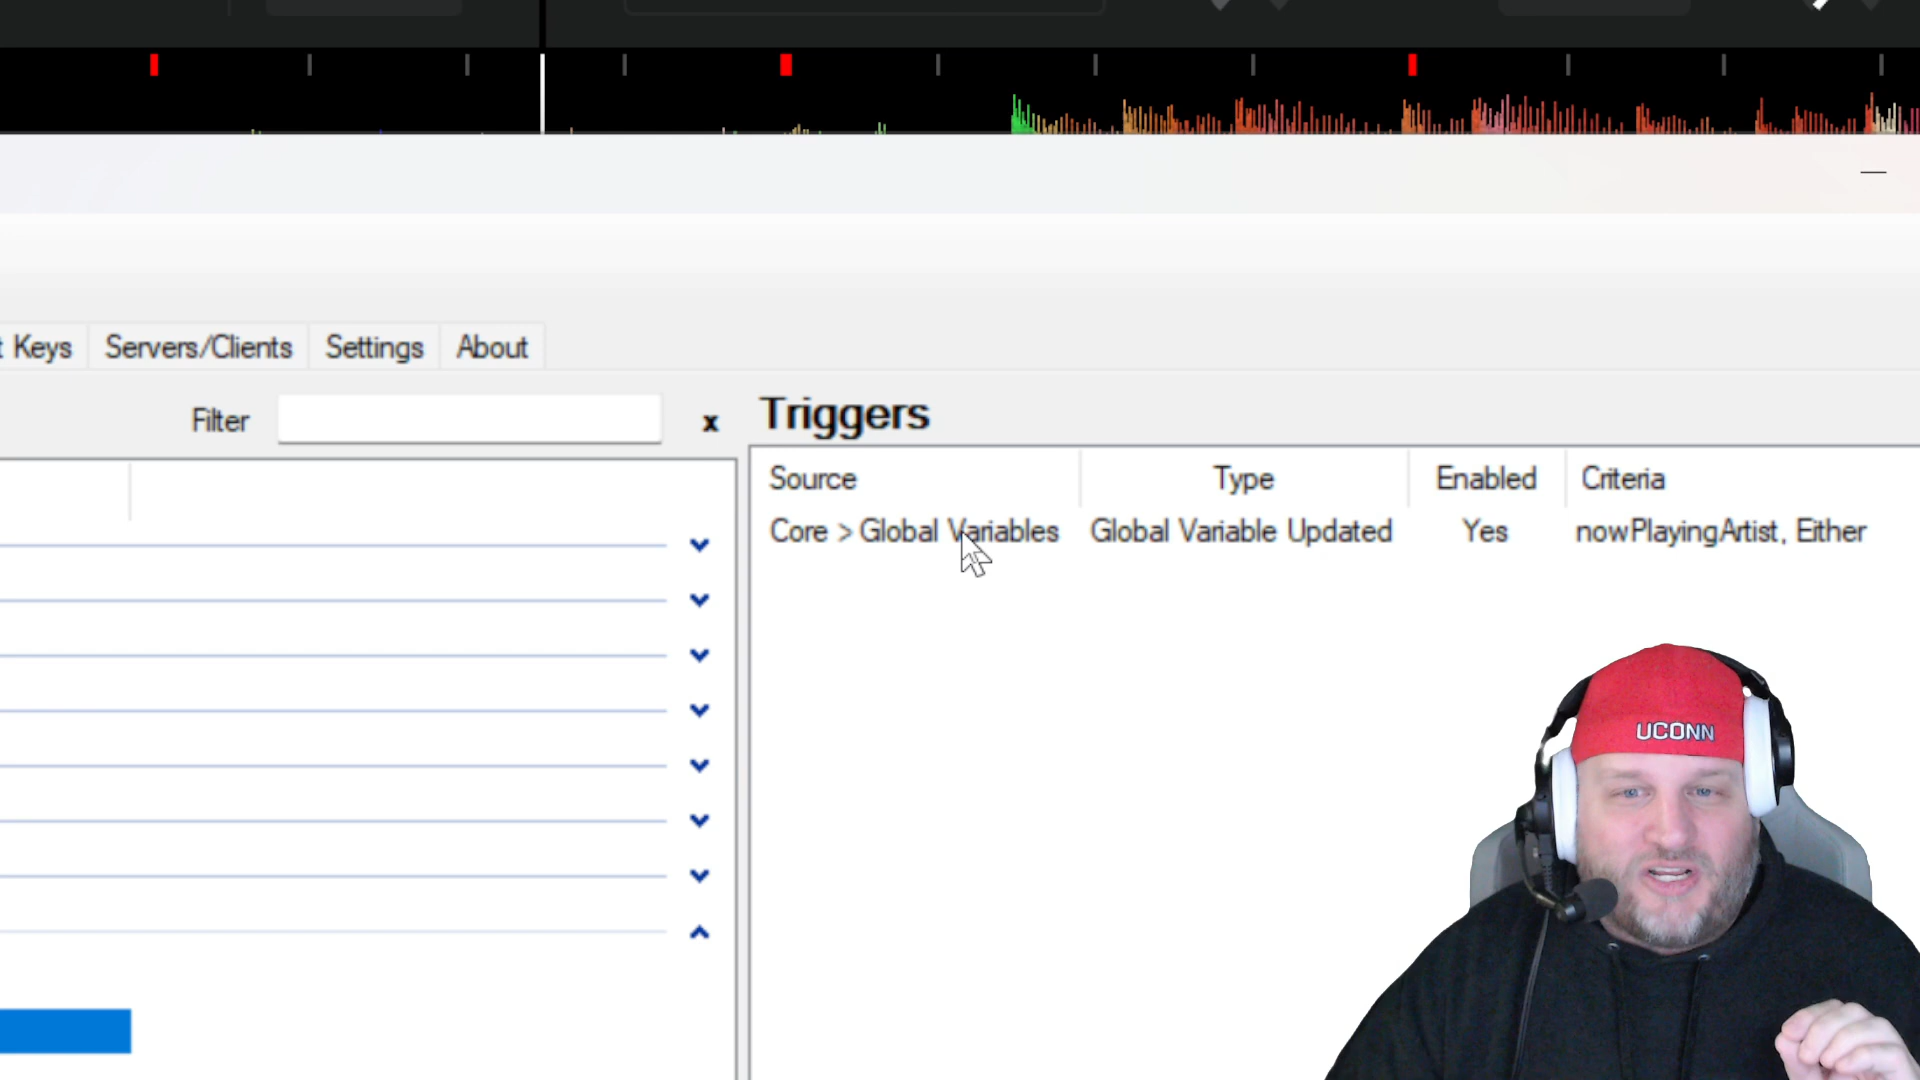 t Keys
Servers/Clients
Settings
About
Filter
x
Triggers
Source
Type
Enabled
Criteria
Core > Global Variables
Global Variable Updated
Yes
nowPlayingArtist, Either
UCONN